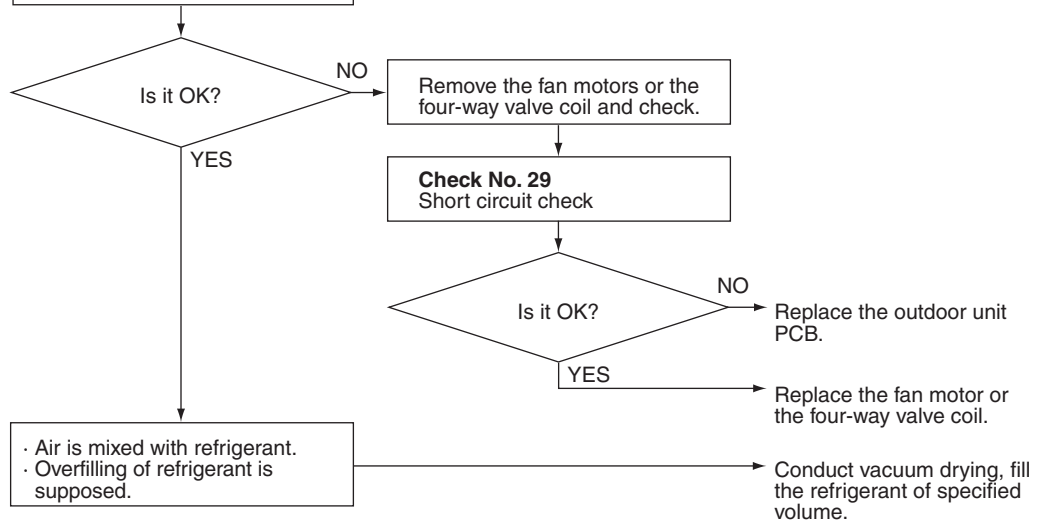 Is it OK?
NO
Remove the fan motors or the
four-way valve coil and check.
YES
Check No. 29
Short circuit check
Is it OK?
NO
Replace the outdoor unit
PCB.
YES
Replace the fan motor or
the four-way valve coil.
· Air is mixed with refrigerant.
· Overfilling of refrigerant is
supposed.
Conduct vacuum drying, fill
the refrigerant of specified
volume.